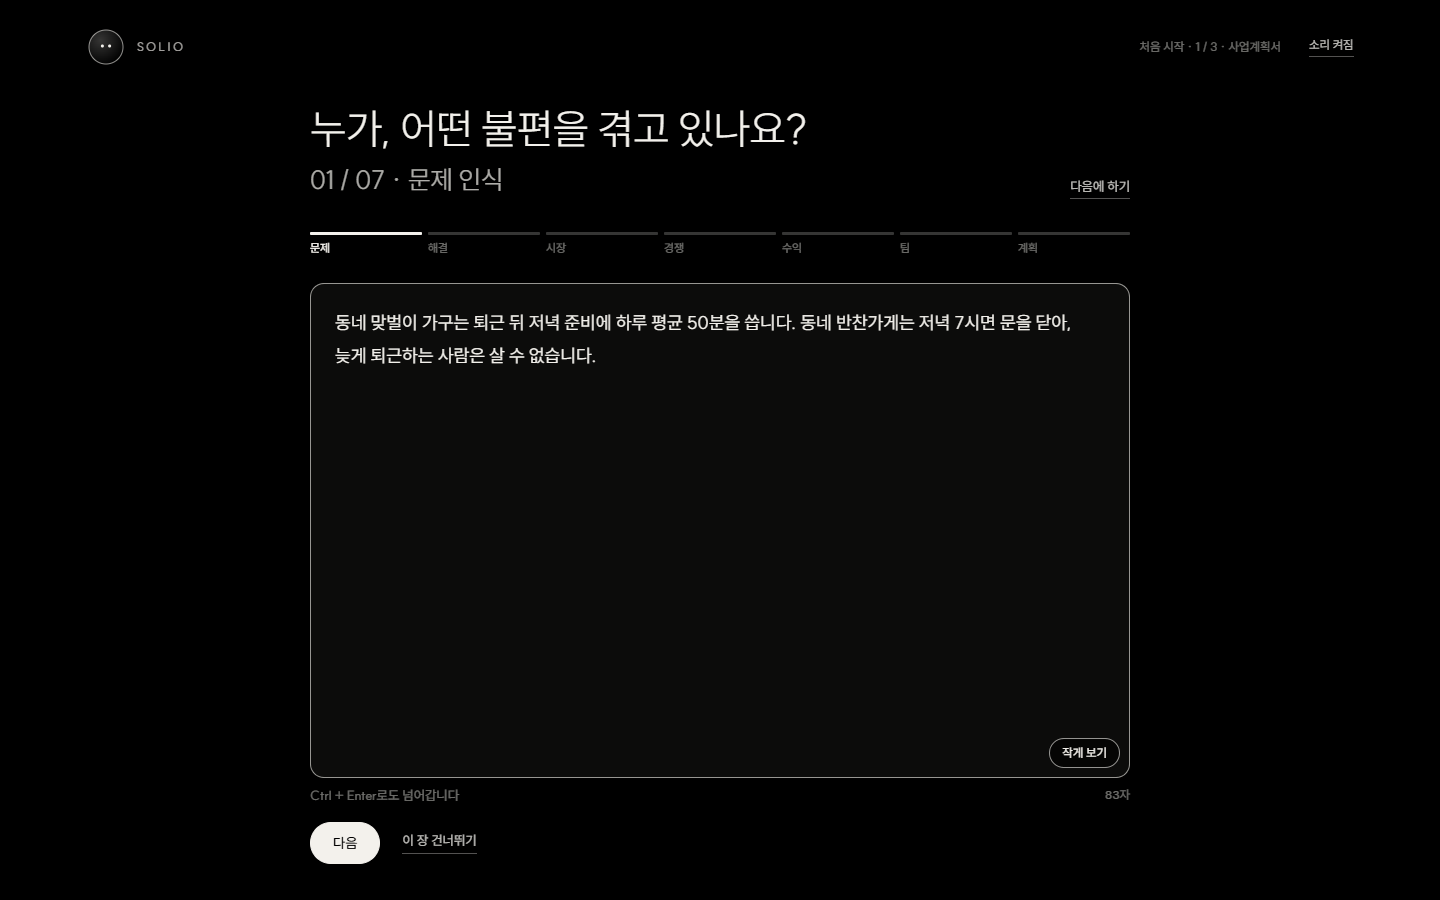 SOLIO
처음 시작 · 1 / 3 · 사업계획서
소리 켜짐
누가, 어떤 불편을 겪고 있나요?
01 / 07 · 문제 인식
다음에 하기
문제
해결
시장
경쟁
수익
팀
계획
동네 맞벌이 가구는 퇴근 뒤 저녁 준비에 하루 평균 50분을 씁니다. 동네 반찬가게는 저녁 7시면 문을 닫아,
늦게 퇴근하는 사람은 살 수 없습니다.
작게 보기
Ctrl + Enter로도 넘어갑니다
83자
다음
이 장 건너뛰기